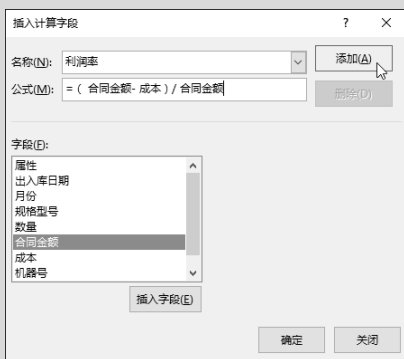 插入计算字段 ? ×
名称(N): 利润率 添加(A)
公式(M): =( 合同金额- 成本 ) / 合同金额 删除(D)
字段(F):
属性
出入库日期
月份
规格型号
数量
合同金额
成本
机器号
插入字段(E)
确定 关闭